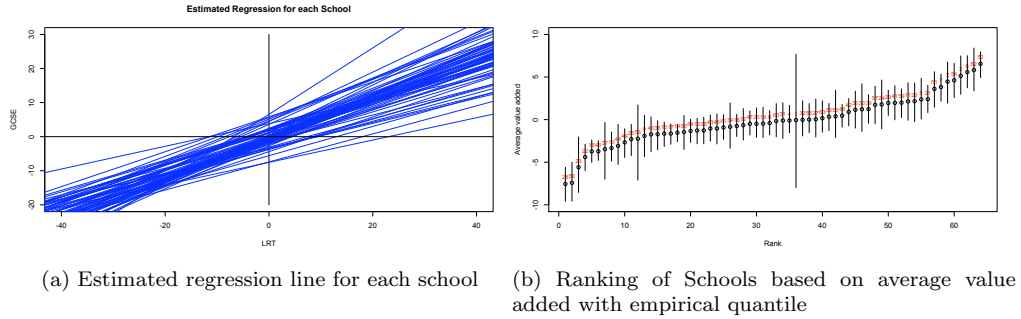 Estimated Regression for each School
GCSE
30
20
10
0
-10
-20
-40
-20
0
20
40
LRT
Average value added
10
5
0
-5
-10
0
10
20
30
40
50
60
Rank
(a) Estimated regression line for each school
(b) Ranking of Schools based on average value
added with empirical quantile